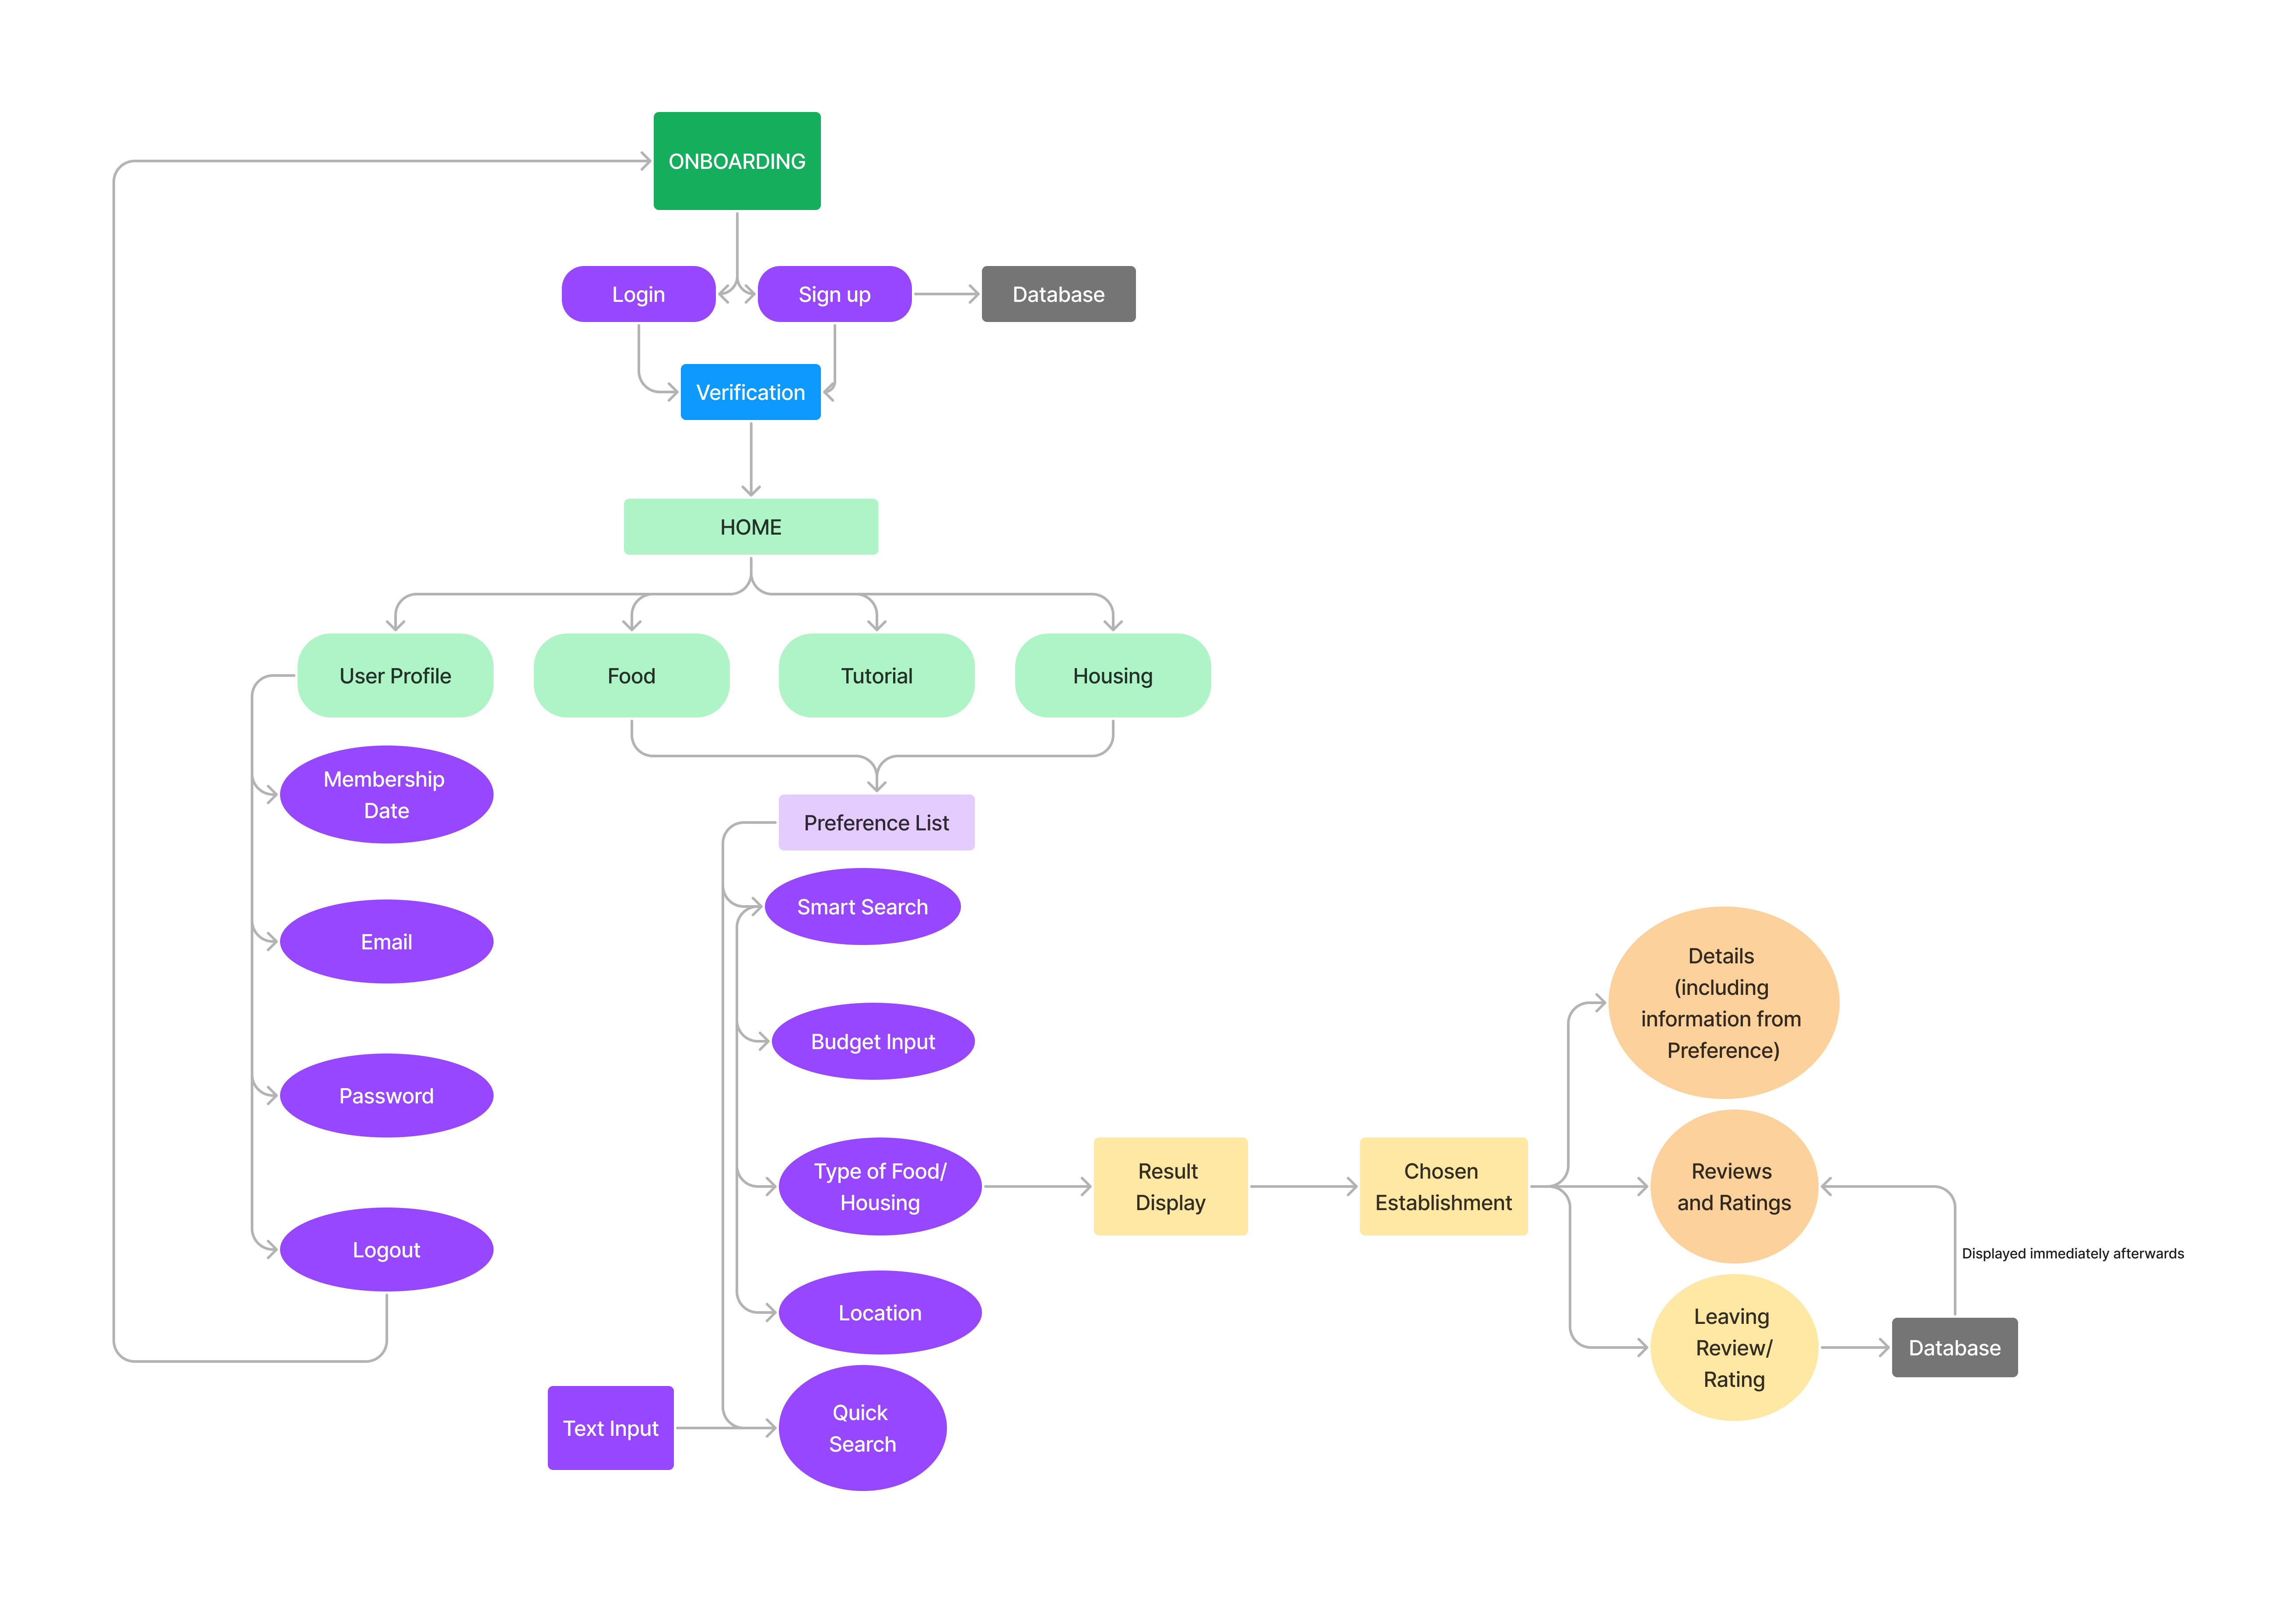 ONBOARDING
Login
Sign up
Database
Verification
HOME
User Profile
Food
Tutorial
Housing
Membership
Date
Email
Password
Logout
Preference List
Smart Search
Budget Input
Type of Food/
Housing
Location
Text Input
Quick
Search
Result
Display
Chosen
Establishment
Details
(including
information from
Preference)
Reviews
and Ratings
Displayed immediately afterwards
Leaving
Review/
Rating
Database